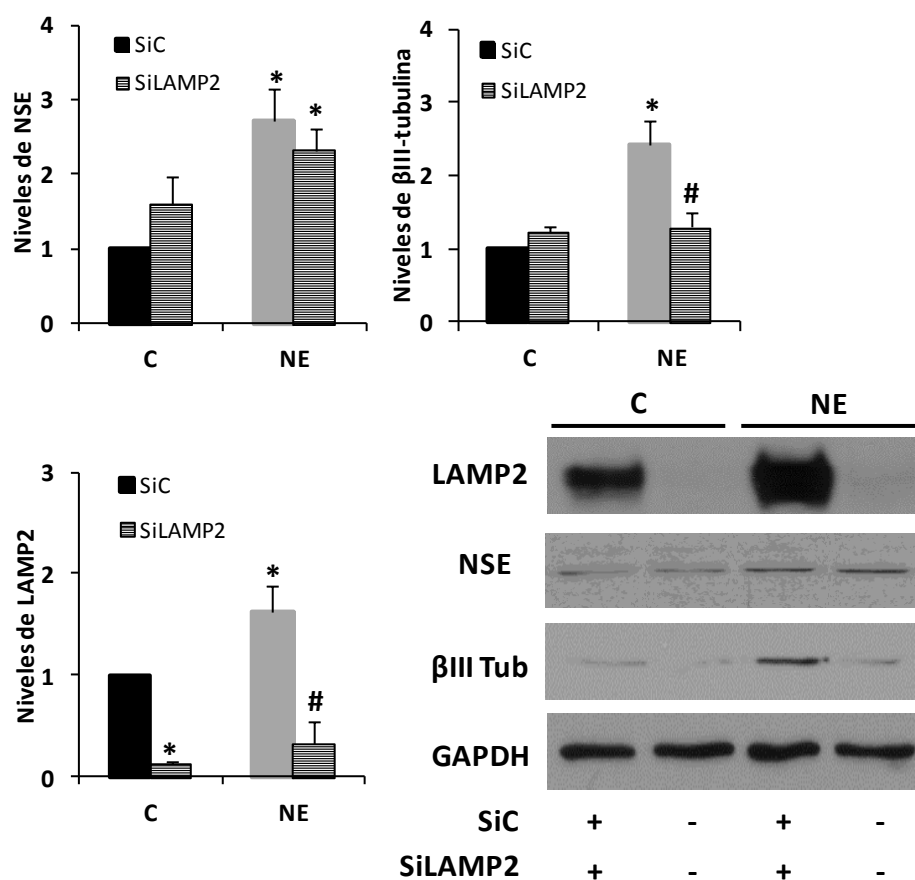 4
3
2
1
0
Niveles de NSE
SiC
SiLAMP2
*
*
C
NE
4
3
2
1
0
Niveles de βIII-tubulina
SiC
SiLAMP2
*
#
C
NE
3
2
1
0
Niveles de LAMP2
SiC
SiLAMP2
*
*
#
C
NE
C NE
LAMP2
NSE
βIII Tub
GAPDH
SiC + - + -
SiLAMP2 + - + -